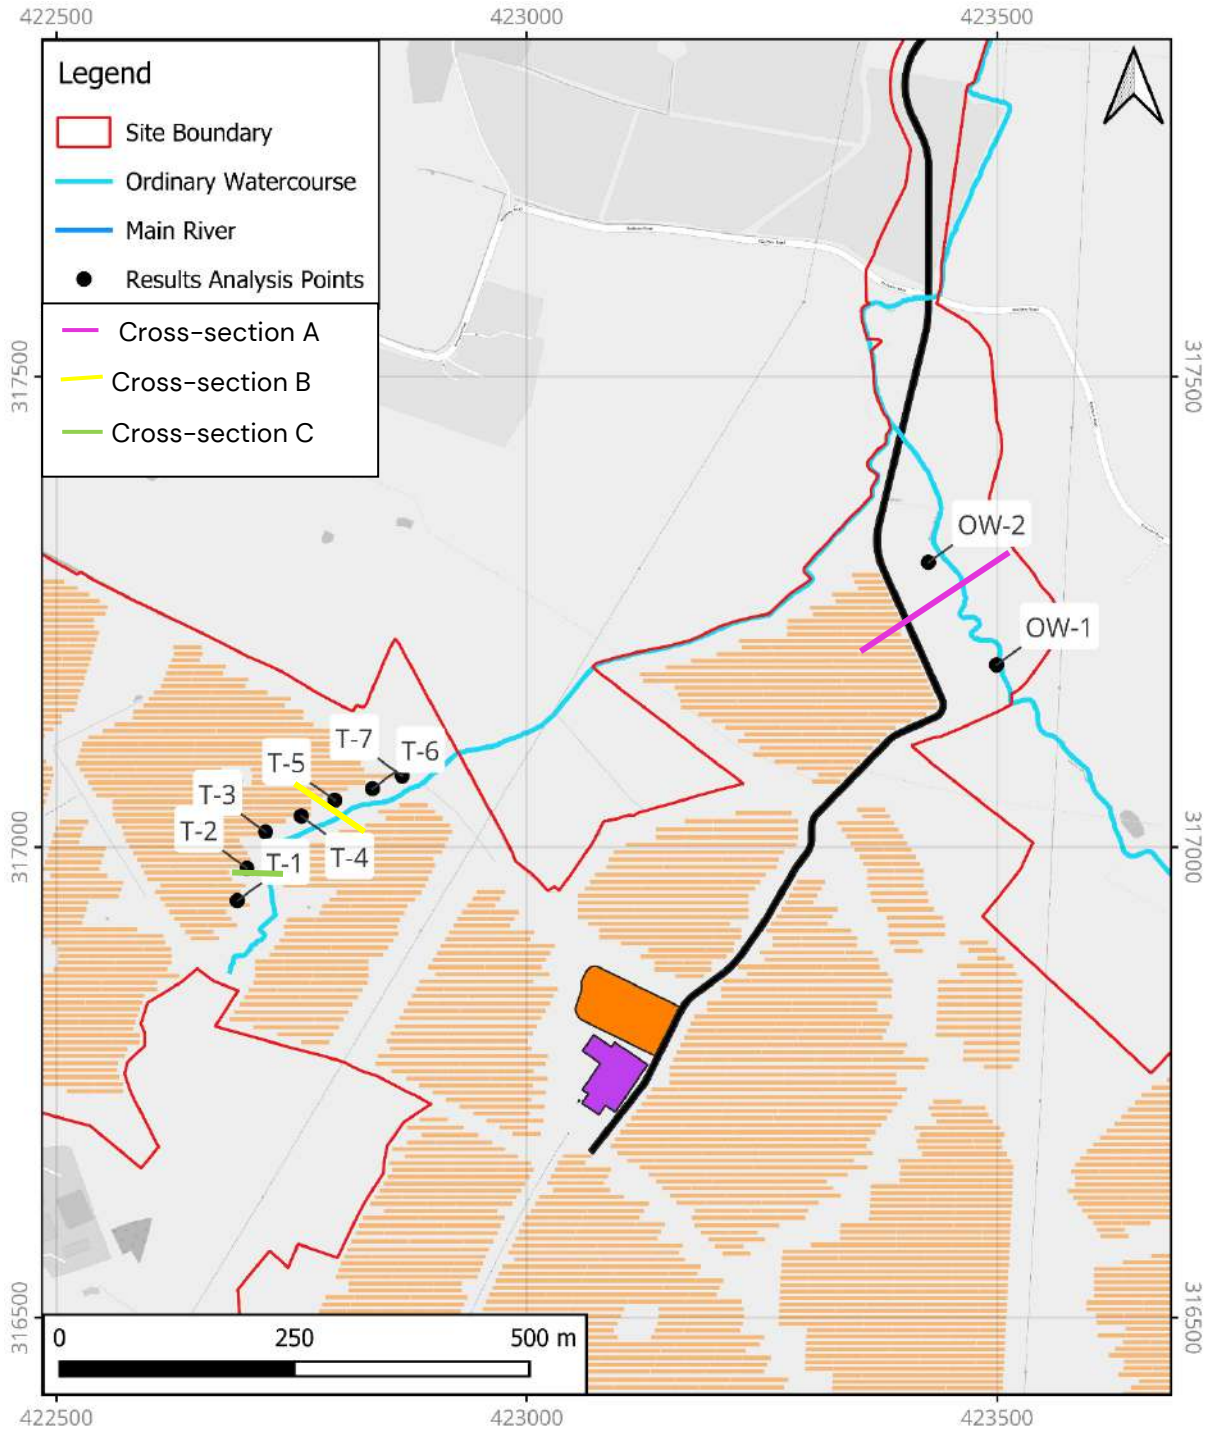 422500
423000
423500
Legend
Site Boundary
Ordinary Watercourse
Main River
Results Analysis Points
Cross-section A
Cross-section B
Cross-section C
317500
317500
OW-2
OW-1
T-7
T-6
T-5
T-3
T-2
T-1
T-4
317000
317000
316500
316500
0 250 500 m
422500
423000
423500